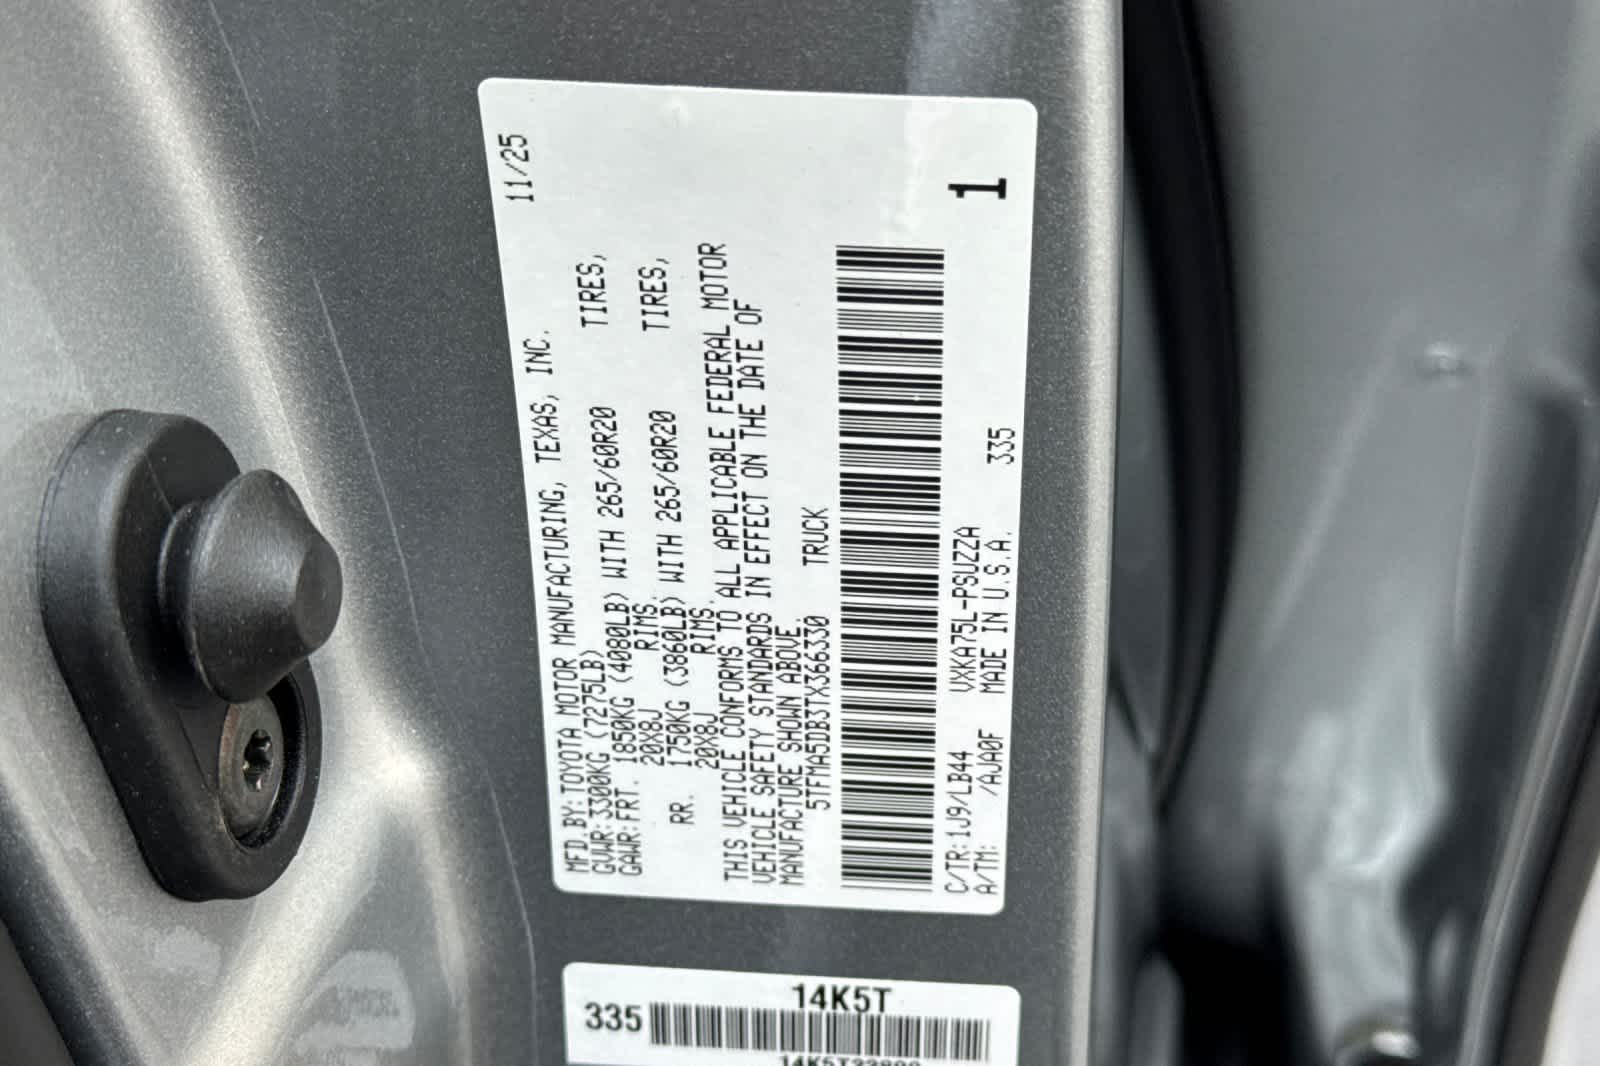 11/25
MFD.BY:TOYOTA MOTOR MANUFACTURING, TEXAS, INC.
GVWR:3300KG (7275LB)
GAWR:FRT. 1850KG (4080LB) WITH 265/60R20 TIRES,
20X8J RIMS.
RR. 1750KG (3860LB) WITH 265/60R20 TIRES,
20X8J RIMS.
THIS VEHICLE CONFORMS TO ALL APPLICABLE FEDERAL MOTOR
VEHICLE SAFETY STANDARDS IN EFFECT ON THE DATE OF
MANUFACTURE SHOWN ABOVE.
5TFMA5DB3TX366330 TRUCK
1
C/TR:1J9/LB44 VXKA75L-PSUZZA 335
A/TM: /AJA0F MADE IN U.S.A.
14K5T
335